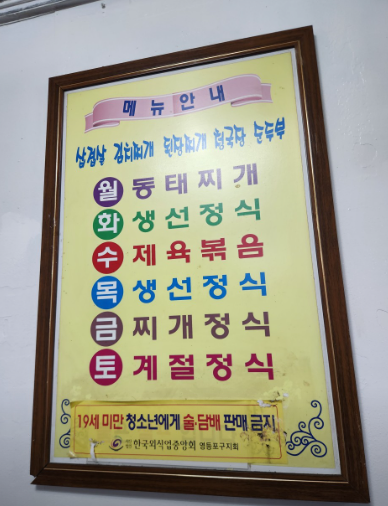 메뉴안내
삼겹살 김치찌개 된장찌개 청국장 순두부
월 동태찌개
화 생선정식
수 제육볶음
목 생선정식
금 찌개정식
토 계절정식
19세 미만 청소년에게 술·담배 판매 금지
한국외식업중앙회 영등포구지회